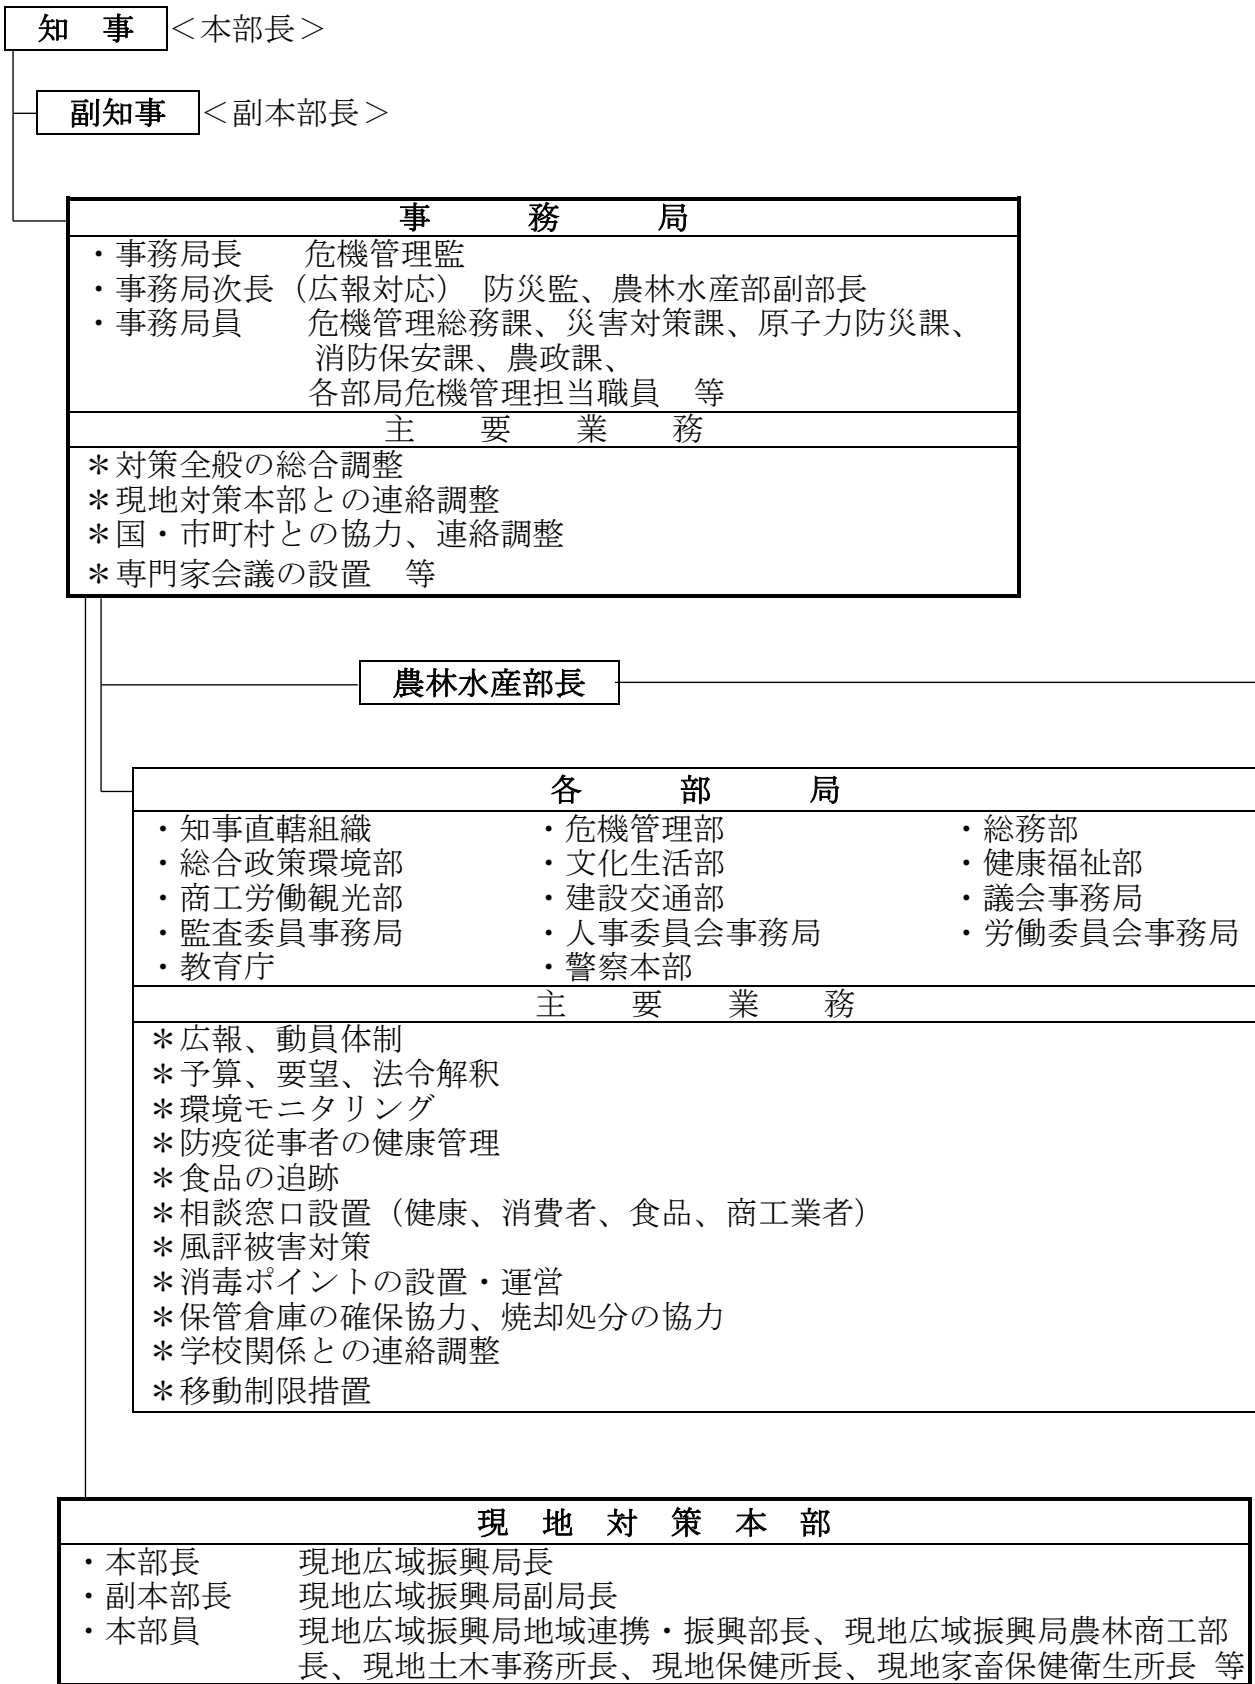 知　事 ＜本部長＞
副知事 ＜副本部長＞
事　務　局
・事務局長　危機管理監
・事務局次長（広報対応）　防災監、農林水産部副部長
・事務局員　危機管理総務課、災害対策課、原子力防災課、
消防保安課、農政課、
各部局危機管理担当職員　等
主　要　業　務
＊対策全般の総合調整
＊現地対策本部との連絡調整
＊国・市町村との協力、連絡調整
＊専門家会議の設置　等
農林水産部長
各　部　局
・知事直轄組織　・危機管理部　・総務部
・総合政策環境部　・文化生活部　・健康福祉部
・商工労働観光部　・建設交通部　・議会事務局
・監査委員事務局　・人事委員会事務局　・労働委員会事務局
・教育庁　・警察本部
主　要　業　務
＊広報、動員体制
＊予算、要望、法令解釈
＊環境モニタリング
＊防疫従事者の健康管理
＊食品の追跡
＊相談窓口設置（健康、消費者、食品、商工業者）
＊風評被害対策
＊消毒ポイントの設置・運営
＊保管倉庫の確保協力、焼却処分の協力
＊学校関係との連絡調整
＊移動制限措置
現　地　対　策　本　部
・本部長　現地広域振興局長
・副本部長　現地広域振興局副局長
・本部員　現地広域振興局地域連携・振興部長、現地広域振興局農林商工部
長、現地土木事務所長、現地保健所長、現地家畜保健衛生所長　等